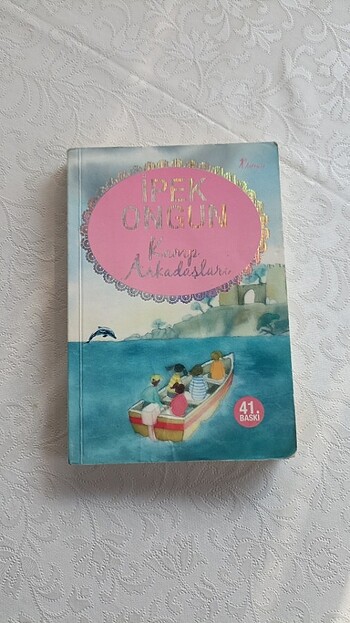 İPEK
ONGUN
Kamp
Arkadaşları
41.
BASKI